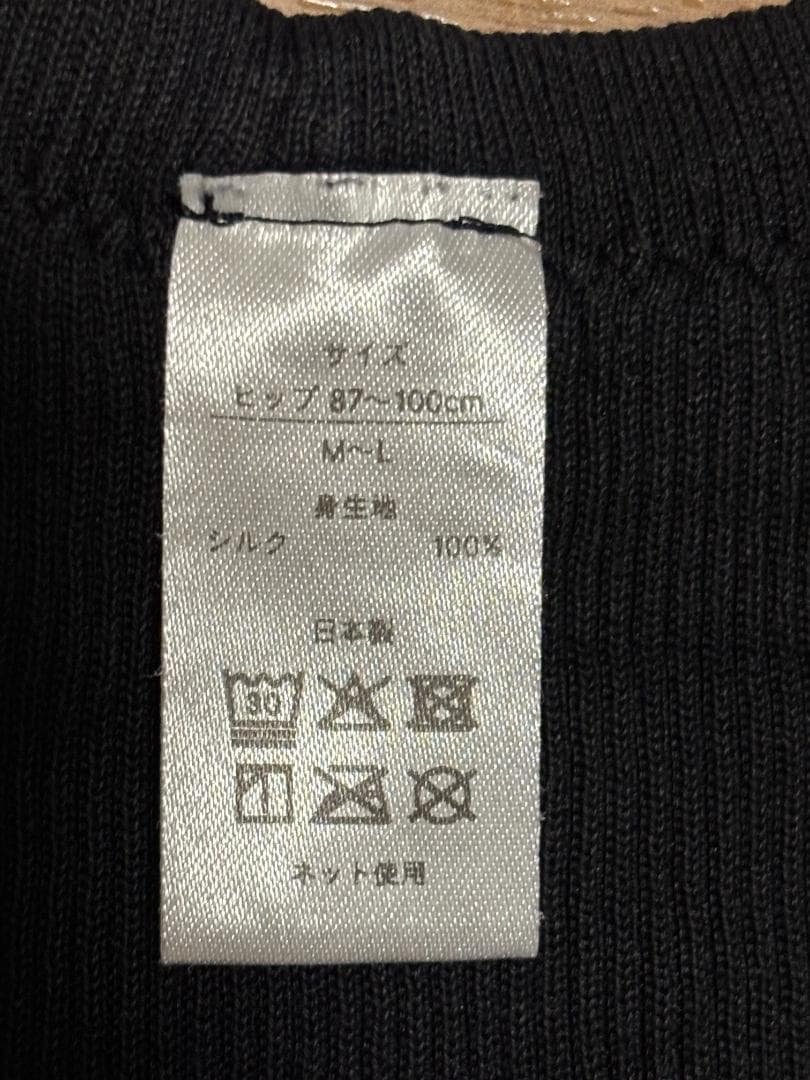 サイズ
ヒップ 87〜100cm
M〜L
身生地
シルク 100%
日本製
30
ネット使用